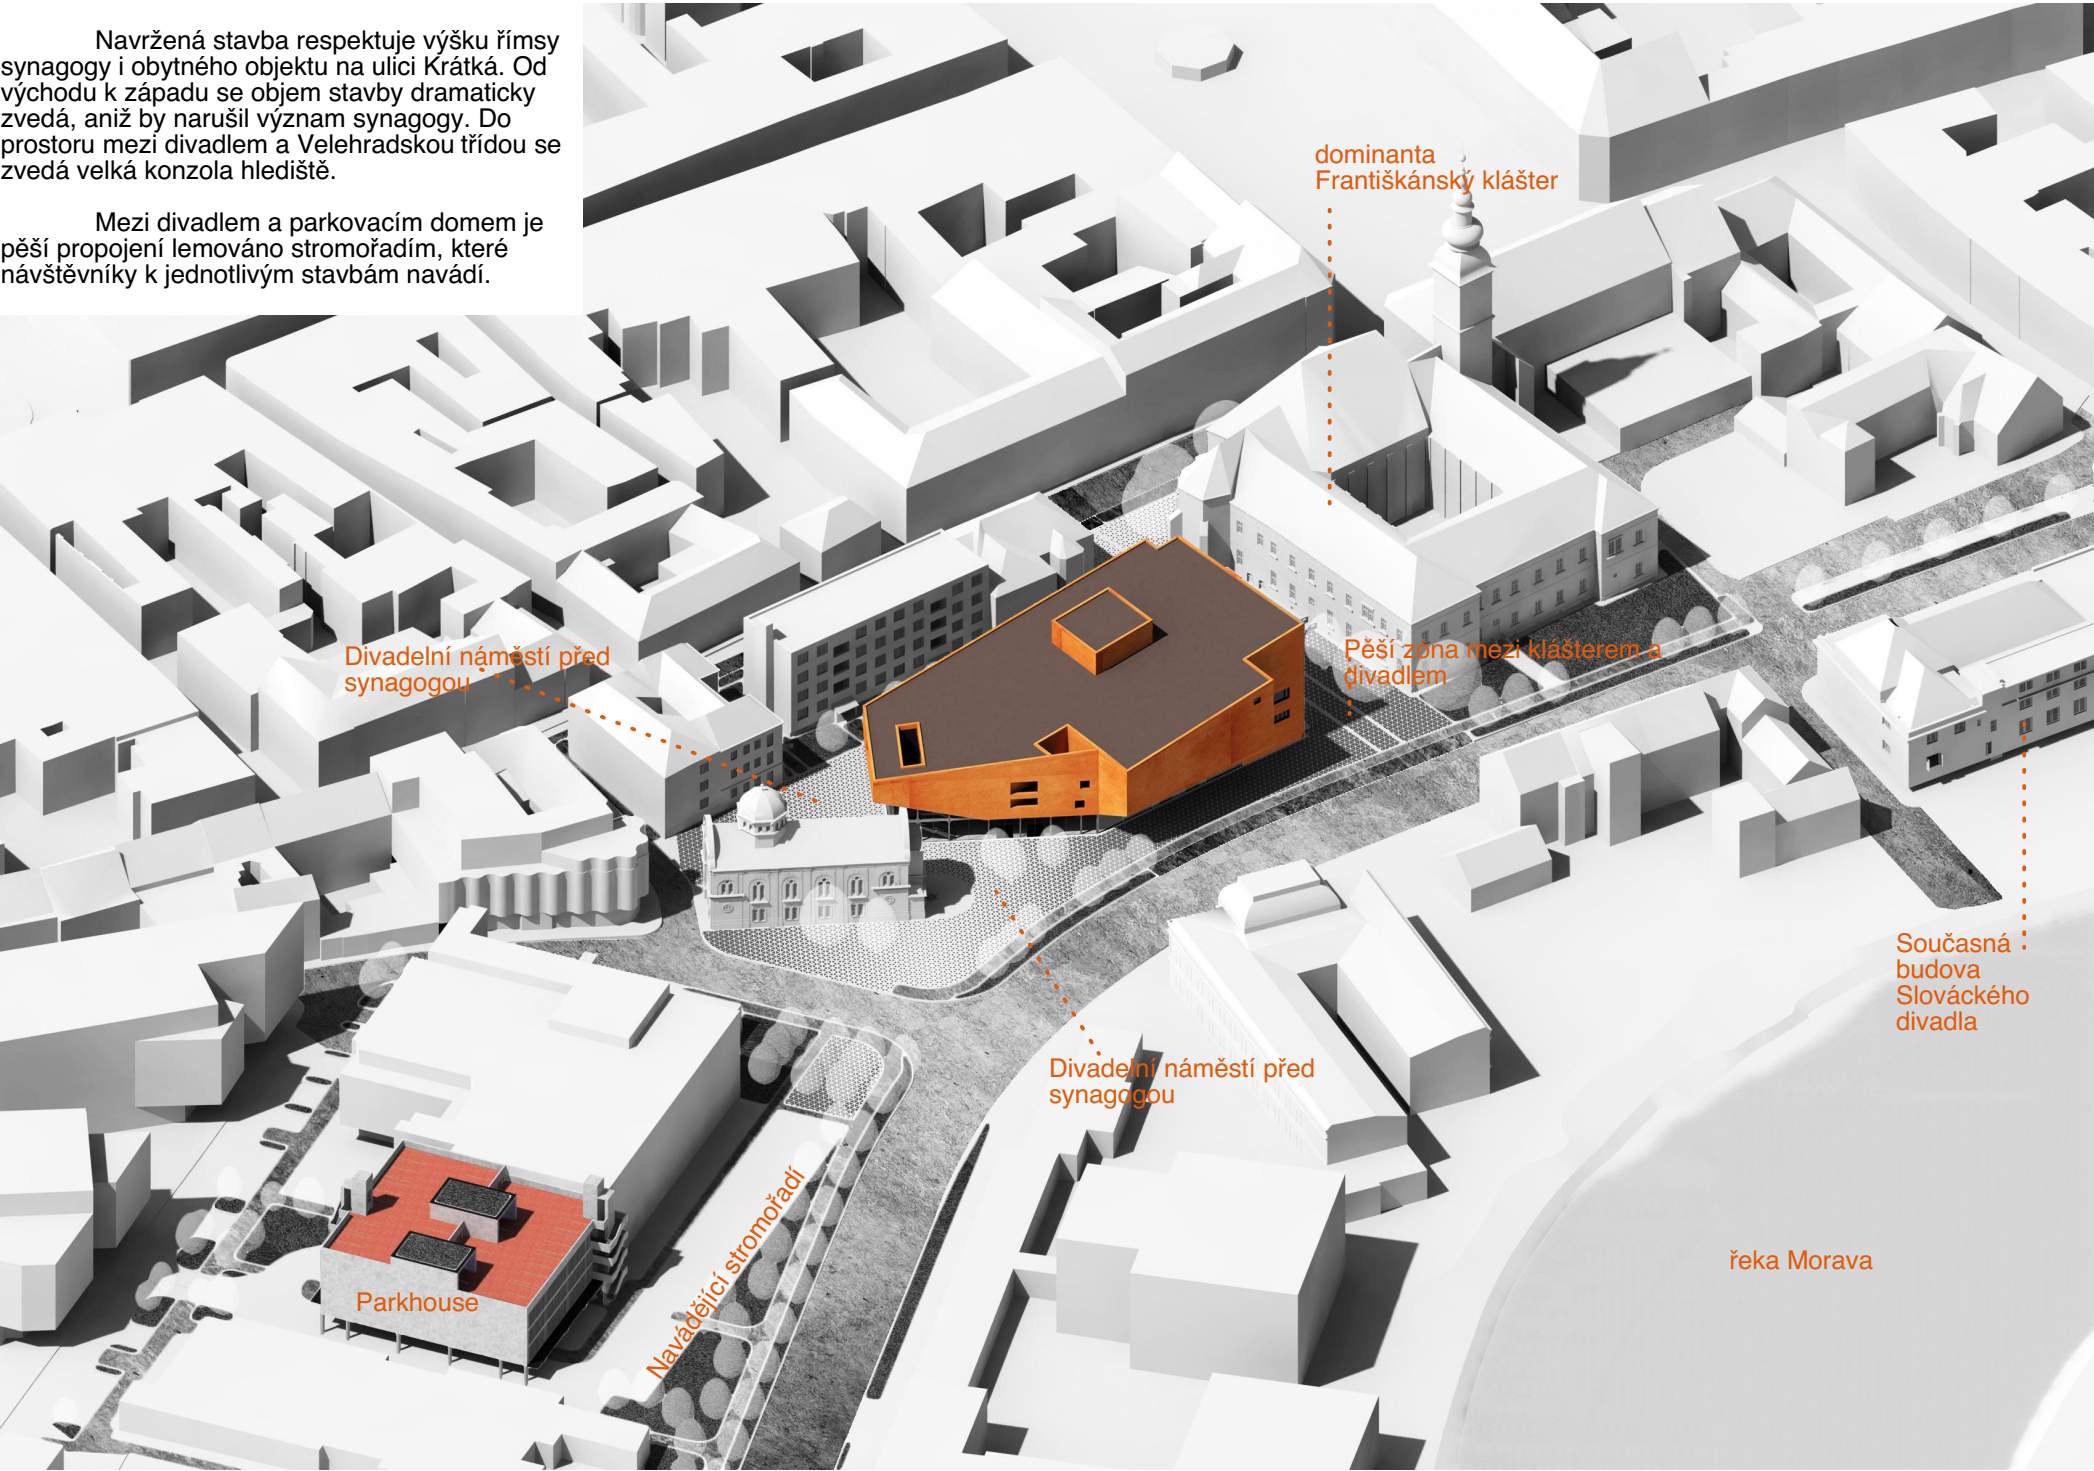 Navržená stavba respektuje výšku římsy
synagogy i obytného objektu na ulici Krátká. Od
východu k západu se objem stavby dramaticky
zvedá, aniž by narušil význam synagogy. Do
prostoru mezi divadlem a Velehradskou třídou se
zvedá velká konzola hlediště.
Mezi divadlem a parkovacím domem je
pěší propojení lemováno stromořadím, které
návštěvníky k jednotlivým stavbám navádí.
dominanta
Františkánský klášter
Divadelní náměstí před
synagogou
Pěší zóna mezi klášterem a
divadlem
Současná
budova
Slováckého
divadla
Divadelní náměstí před
synagogou
Navádějící stromořadí
řeka Morava
Parkhouse